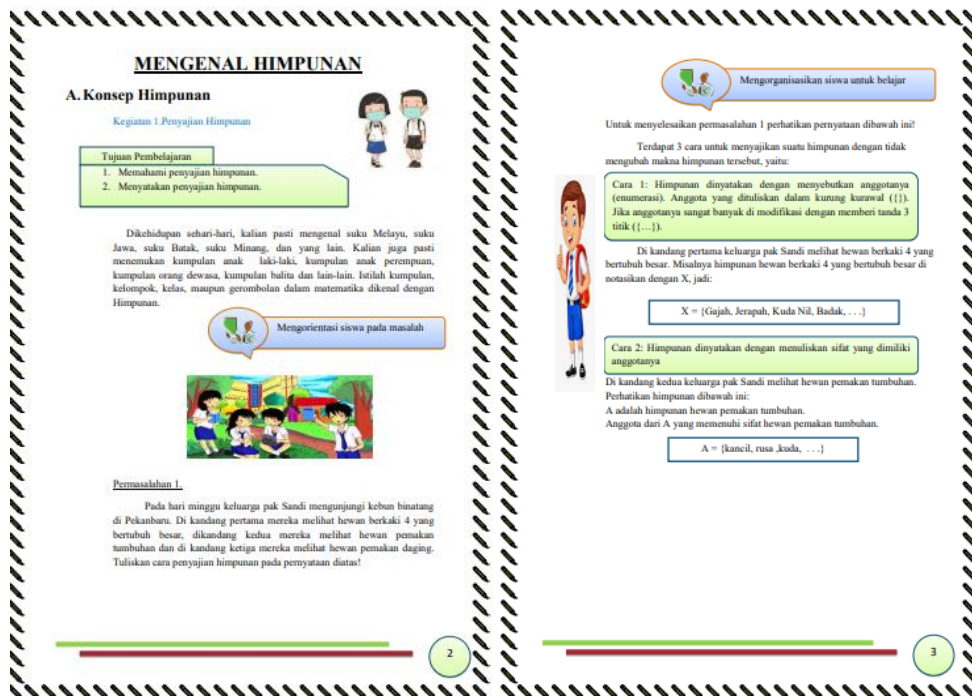 MENGENAL HIMPUNAN
A. Konsep Himpunan
Kegiatan 1.Penyajian Himpunan
Tujuan Pembelajaran
1. Memahami penyajian himpunan.
2. Menyatakan penyajian himpunan.
Dikehidupan sehari-hari, kalian pasti mengenal suku Melayu, suku
Jawa, suku Batak, suku Minang, dan yang lain. Kalian juga pasti
menemukan kumpulan anak laki-laki, kumpulan anak perempuan,
kumpulan orang dewasa, kumpulan balita dan lain-lain. Istilah kumpulan,
kelompok, kelas, maupun gerombolan dalam matematika dikenal dengan
Himpunan.
Mengorientasi siswa pada masalah
Permasalahan 1.
Pada hari minggu keluarga pak Sandi mengunjungi kebun binatang
di Pekanbaru. Di kandang pertama mereka melihat hewan berkaki 4 yang
bertubuh besar, dikandang kedua mereka melihat hewan pemakan
tumbuhan dan di kandang ketiga mereka melihat hewan pemakan daging.
Tuliskan cara penyajian himpunan pada pernyataan diatas!
2
Mengorganisasikan siswa untuk belajar
Untuk menyelesaikan permasalahan 1 perhatikan pernyataan dibawah ini!
Terdapat 3 cara untuk menyajikan suatu himpunan dengan tidak
mengubah makna himpunan tersebut, yaitu:
Cara 1: Himpunan dinyatakan dengan menyebutkan anggotanya
(enumerasi). Anggota yang dituliskan dalam kurung kurawal ({}).
Jika anggotanya sangat banyak di modifikasi dengan memberi tanda 3
titik ({...}).
Di kandang pertama keluarga pak Sandi melihat hewan berkaki 4 yang
bertubuh besar. Misalnya himpunan hewan berkaki 4 yang bertubuh besar di
notasikan dengan X, jadi:
X = {Gajah, Jerapah, Kuda Nil, Badak, . . .}
Cara 2: Himpunan dinyatakan dengan menuliskan sifat yang dimiliki
anggotanya
Di kandang kedua keluarga pak Sandi melihat hewan pemakan tumbuhan.
Perhatikan himpunan dibawah ini:
A adalah himpunan hewan pemakan tumbuhan.
Anggota dari A yang memenuhi sifat hewan pemakan tumbuhan.
A = {kancil, rusa ,kuda, . . .}
3